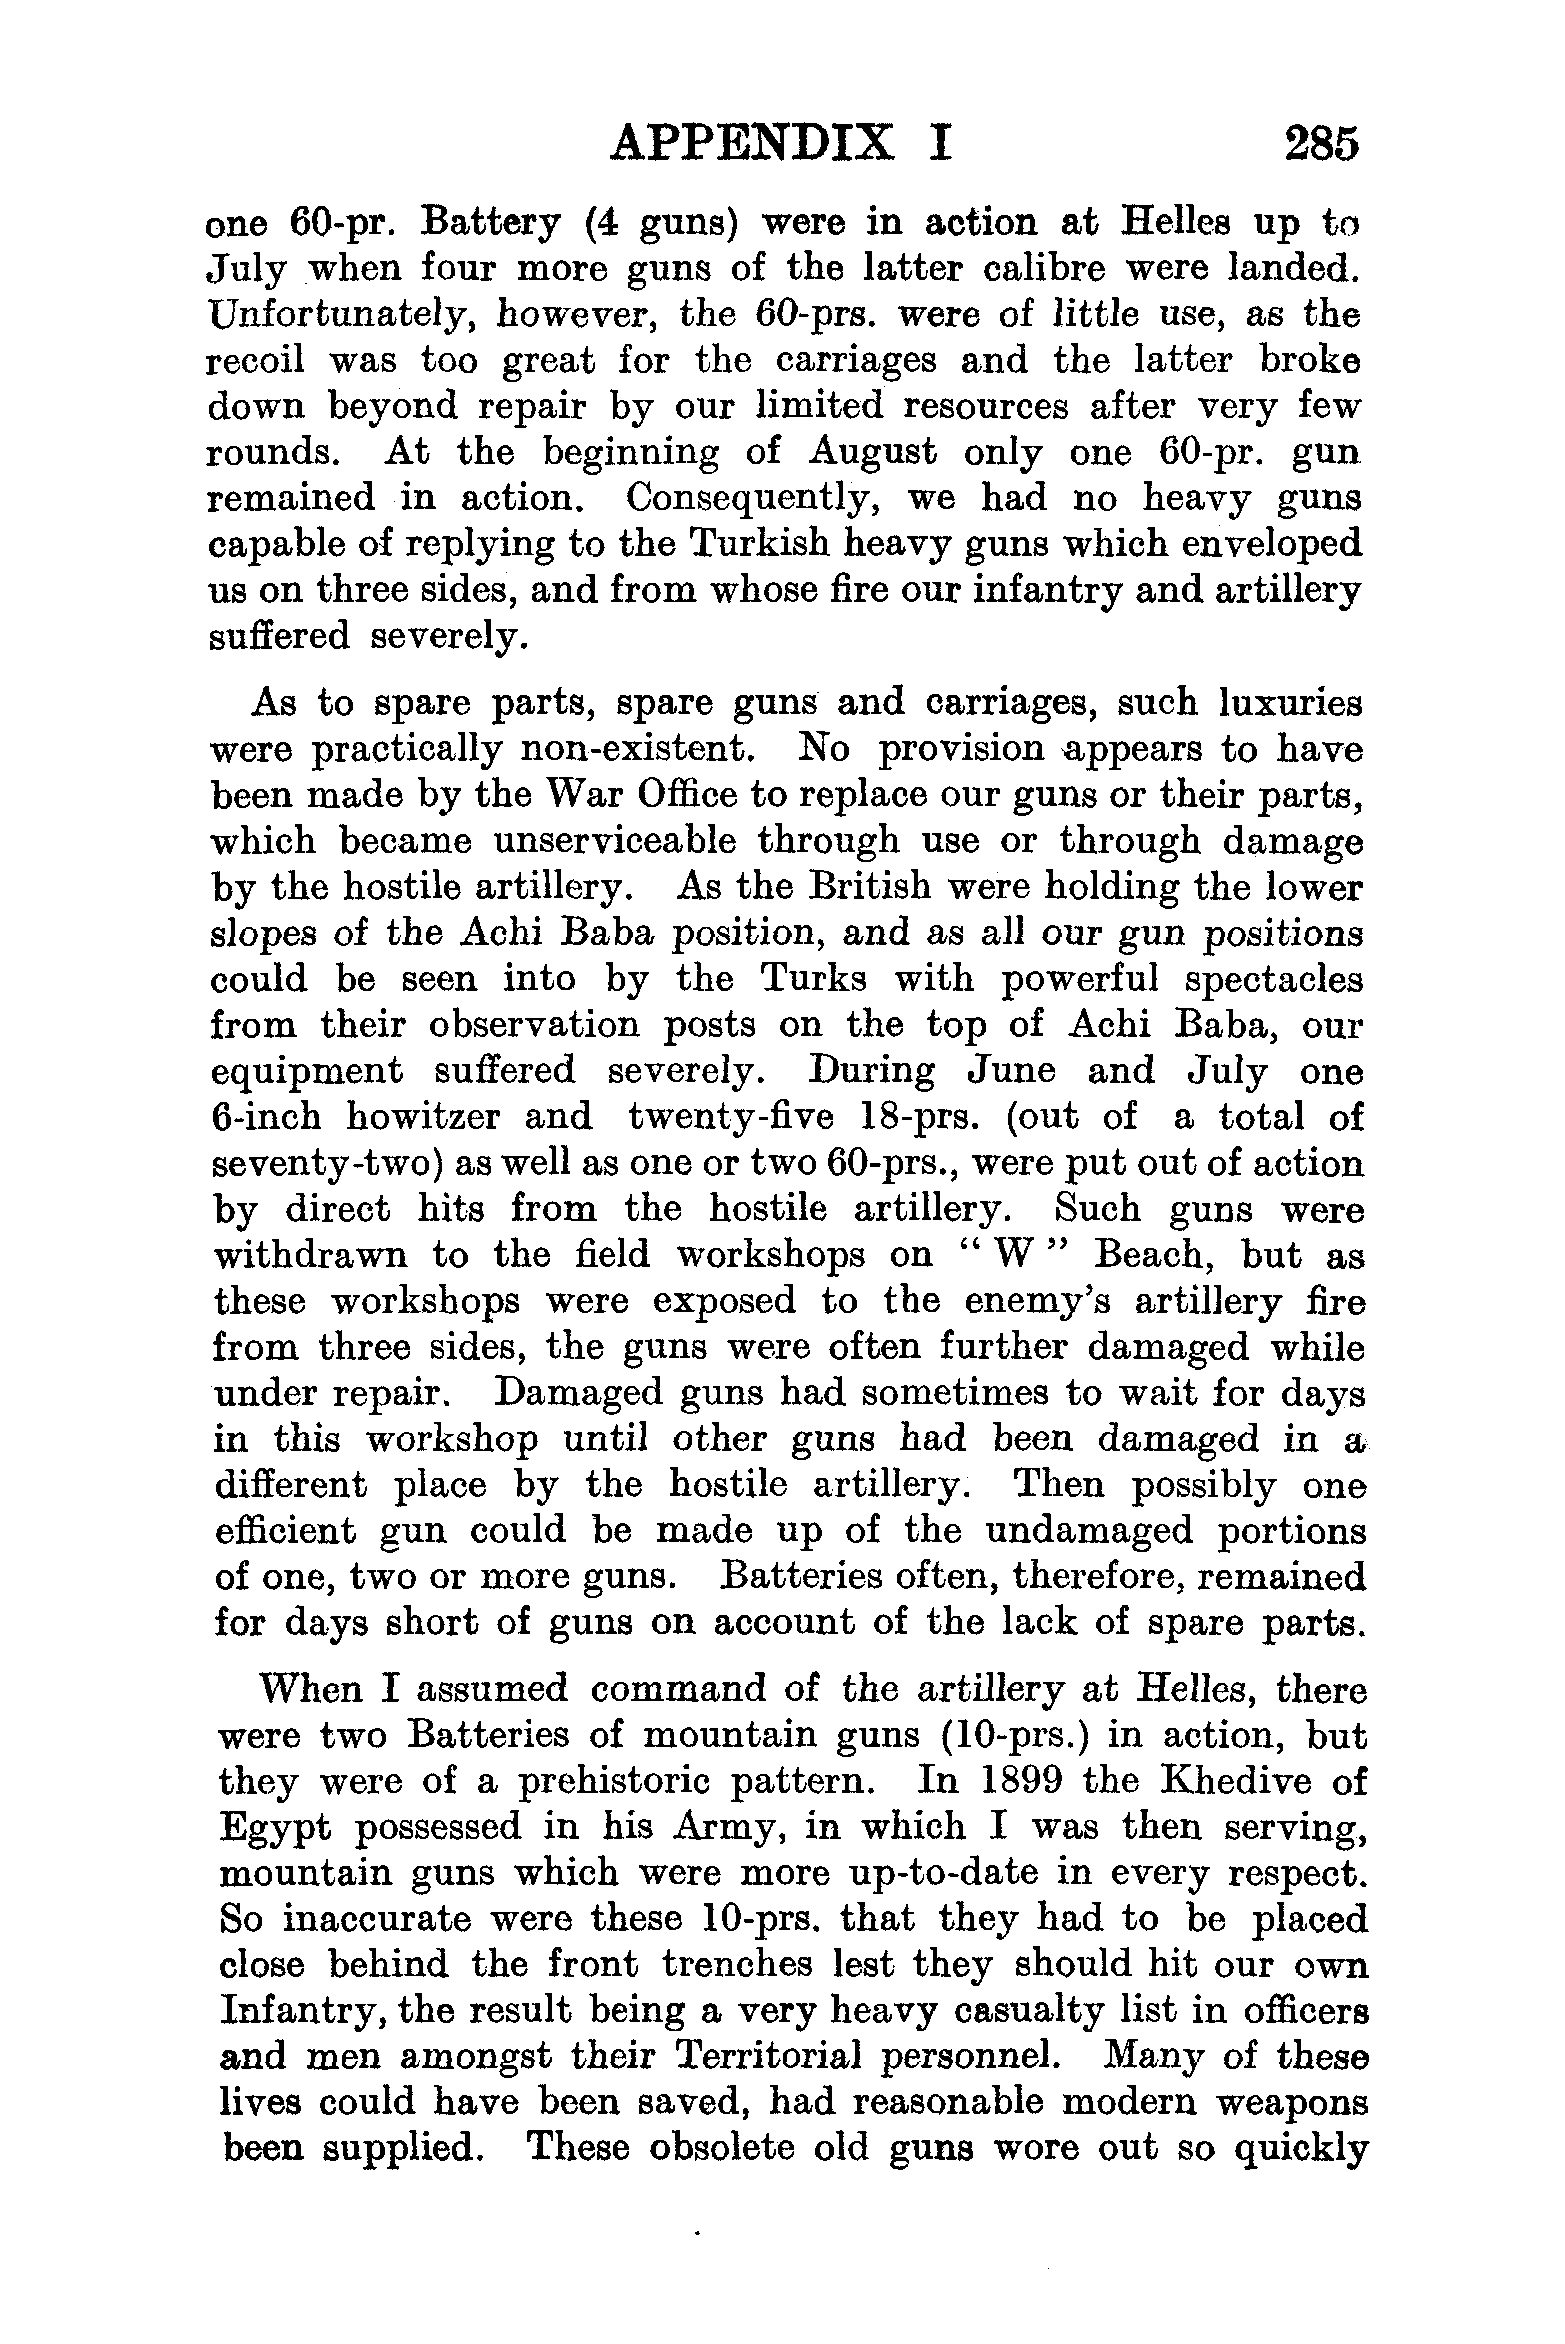 APPENDIX I 285
one 60-pr. Battery (4 guns) were in action at Helles up to
July when four more guns of the latter calibre were landed.
Unfortunately, however, the 60-prs. were of little use, as the
recoil was too great for the carriages and the latter broke
down beyond repair by our limited resources after very few
rounds. At the beginning of August only one 60-pr. gun
remained in action. Consequently, we had no heavy guns
capable of replying to the Turkish heavy guns which enveloped
us on three sides, and from whose fire our infantry and artillery
suffered severely.
As to spare parts, spare guns and carriages, such luxuries
were practically non-existent. No provision appears to have
been made by the War Office to replace our guns or their parts,
which became unserviceable through use or through damage
by the hostile artillery. As the British were holding the lower
slopes of the Achi Baba position, and as all our gun positions
could be seen into by the Turks with powerful spectacles
from their observation posts on the top of Achi Baba, our
equipment suffered severely. During June and July one
6-inch howitzer and twenty-five 18-prs. (out of a total of
seventy-two) as well as one or two 60-prs., were put out of action
by direct hits from the hostile artillery. Such guns were
withdrawn to the field workshops on “ W ” Beach, but as
these workshops were exposed to the enemy’s artillery fire
from three sides, the guns were often further damaged while
under repair. Damaged guns had sometimes to wait for days
in this workshop until other guns had been damaged in a
different place by the hostile artillery. Then possibly one
efficient gun could be made up of the undamaged portions
of one, two or more guns. Batteries often, therefore, remained
for days short of guns on account of the lack of spare parts.
When I assumed command of the artillery at Helles, there
were two Batteries of mountain guns (10-prs.) in action, but
they were of a prehistoric pattern. In 1899 the Khedive of
Egypt possessed in his Army, in which I was then serving,
mountain guns which were more up-to-date in every respect.
So inaccurate were these 10-prs. that they had to be placed
close behind the front trenches lest they should hit our own
Infantry, the result being a very heavy casualty list in officers
and men amongst their Territorial personnel. Many of these
lives could have been saved, had reasonable modern weapons
been supplied. These obsolete old guns wore out so quickly